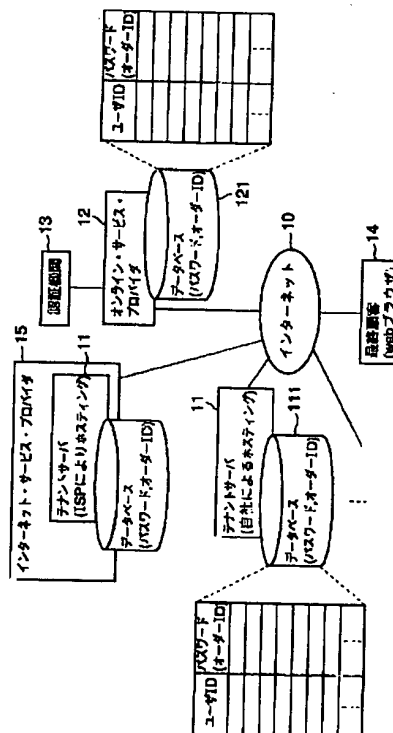 15
インターネット・サービス・プロバイダ
11
テナントサーバ
(ISPによりホスティング)
データベース
(パスワード,オーダーID)
13
認証機関
12
オンライン・サービス・
プロバイダ
データベース
(パスワード,オーダーID)
121
ユーザID
パスワード
(オーダーID)
10
インターネット
11
テナントサーバ
(自社によるホスティング)
111
データベース
(パスワード,オーダーID)
ユーザID
パスワード
(オーダーID)
14
最終顧客
(webブラウザ)